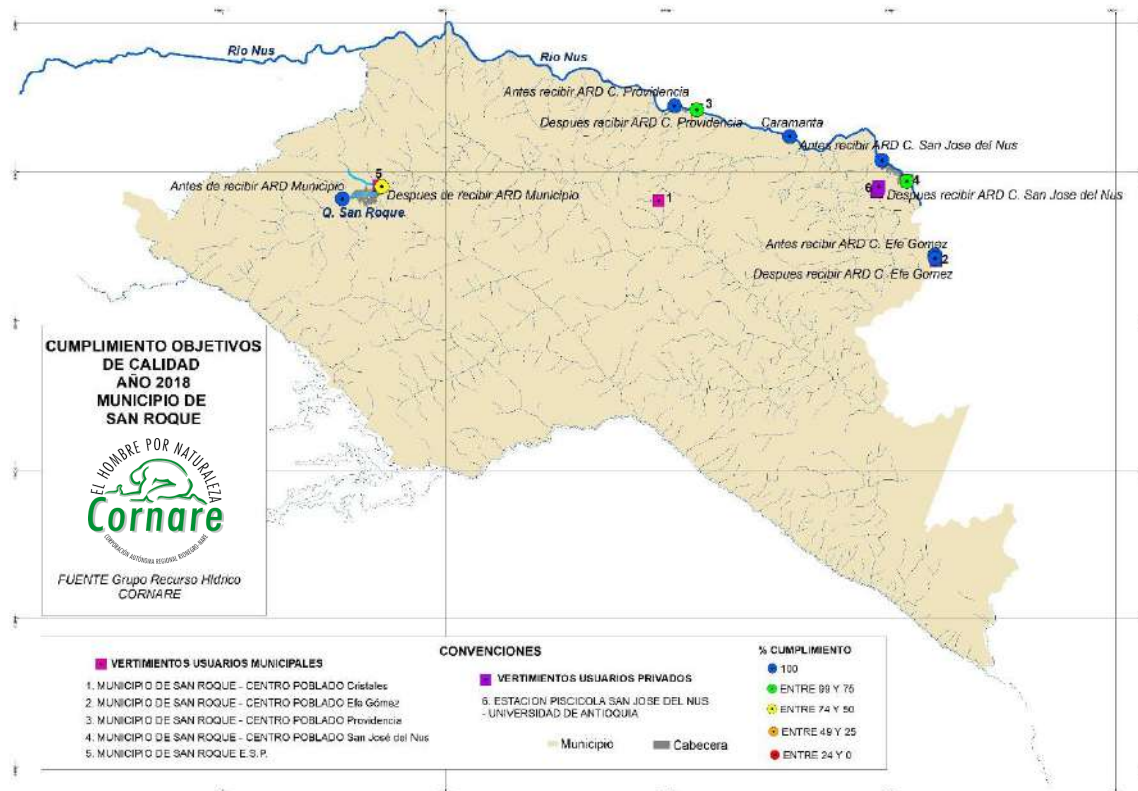 Rio Nus
Rio Nus
Antes recibir ARD C. Providencia
3
Despues recibir ARD C. Providencia
Caramanta
Antes recibir ARD C. San Jose del Nus
5
4
Antes de recibir ARD Municipio
6
Despues de recibir ARD Municipio
Despues recibir ARD C. San Jose del Nus
1
Q. San Roque
Antes recibir ARD C. Efe Gomez
2
Despues recibir ARD C. Efe Gomez
CUMPLIMIENTO OBJETIVOS
DE CALIDAD
AÑO 2018
MUNICIPIO DE
SAN ROQUE
EL HOMBRE POR NATURALEZA
Cornare
CORPORACIÓN AUTÓNOMA REGIONAL RIONEGRO-NARE
FUENTE Grupo Recurso Hídrico
CORNARE
CONVENCIONES
VERTIMIENTOS USUARIOS MUNICIPALES
1. MUNICIPIO DE SAN ROQUE - CENTRO POBLADO Cristales
2. MUNICIPIO DE SAN ROQUE - CENTRO POBLADO Efe Gómez
3. MUNICIPIO DE SAN ROQUE - CENTRO POBLADO Providencia
4. MUNICIPIO DE SAN ROQUE - CENTRO POBLADO San José del Nus
5. MUNICIPIO DE SAN ROQUE E.S.P.
VERTIMIENTOS USUARIOS PRIVADOS
6. ESTACION PISCICOLA SAN JOSE DEL NUS
- UNIVERSIDAD DE ANTIOQUIA
Municipio
Cabecera
% CUMPLIMIENTO
100
ENTRE 99 Y 75
ENTRE 74 Y 50
ENTRE 49 Y 25
ENTRE 24 Y 0